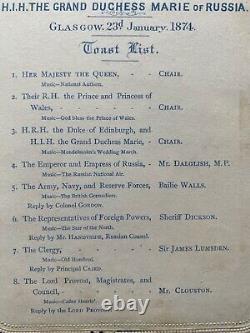 H.I.H. THE GRAND DUCHESS MARIE OF RUSSIA.
GLASGOW, 23d January, 1874.
Toast List.
1. HER MAJESTY THE QUEEN, - - CHAIR.
Music—National Anthem.
2. THEIR R.H. THE PRINCE AND PRINCESS OF
WALES, - - - - CHAIR.
Music—God bless the Prince of Wales.
3. H.R.H. THE DUKE OF EDINBURGH, AND
H.I.H. THE GRAND DUCHESS MARIE, - CHAIR.
Music—Mendelssohn's Wedding March.
4. THE EMPEROR AND EMPRESS OF RUSSIA, - MR. DALGLISH, M.P.
Music—The Russian National Air.
5. THE ARMY, NAVY, AND RESERVE FORCES, Bailie WALLS.
Music—The British Grenadiers.
Reply by Colonel GORDON.
6. THE REPRESENTATIVES OF FOREIGN POWERS, Sheriff DICKSON.
Music—The Star of the North.
Reply by Mr. Russian Consul.
7. THE CLERGY, - - - Sir JAMES LUMSDEN.
Music—Old Hundred.
Reply by Principal CAIRD.
8. THE LORD PROVOST, MAGISTRATES, AND
COUNCIL, - - - MR. CLOUSTON.
Music—"Caller Herrin'."
Reply by the LORD PROVOST